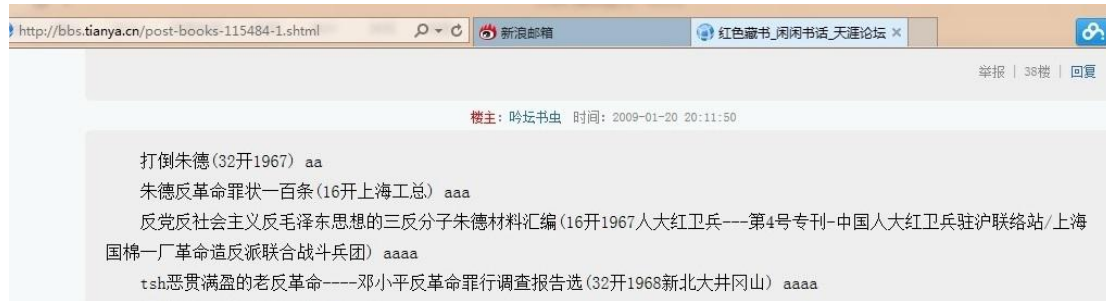 http://bbs.tianya.cn/post-books-115484-1.shtml
新浪邮箱
红色藏书_闲闲书话_天涯论坛 ×
举报 | 38楼 | 回复
楼主：吟坛书虫 时间：2009-01-20 20:11:50
打倒朱德(32开1967) aa
朱德反革命罪状一百条(16开上海工总) aaa
反党反社会主义反毛泽东思想的三反分子朱德材料汇编(16开1967人大红卫兵---第4号专刊-中国人大红卫兵驻沪联络站/上海
国棉一厂革命造反派联合战斗兵团) aaaa
tsh恶贯满盈的老反革命----邓小平反革命罪行调查报告选(32开1968新北大井冈山) aaaa